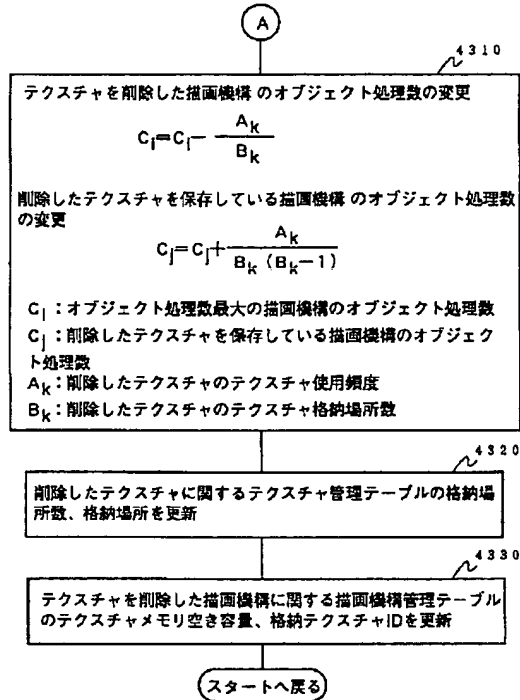 A
4310
テクスチャを削除した描画機構 のオブジェクト処理数の変更
C_i=C_i− A_k / B_k
削除したテクスチャを保存している描画機構 のオブジェクト処理数
の変更
C_j=C_j+ A_k / B_k (B_k−1)
C_i：オブジェクト処理数最大の描画機構のオブジェクト処理数
C_j：削除したテクスチャを保存している描画機構のオブジェク
ト処理数
A_k：削除したテクスチャのテクスチャ使用頻度
B_k：削除したテクスチャのテクスチャ格納場所数
4320
削除したテクスチャに関するテクスチャ管理テーブルの格納場
所数、格納場所を更新
4330
テクスチャを削除した描画機構に関する描画機構管理テーブル
のテクスチャメモリ空き容量、格納テクスチャIDを更新
スタートへ戻る